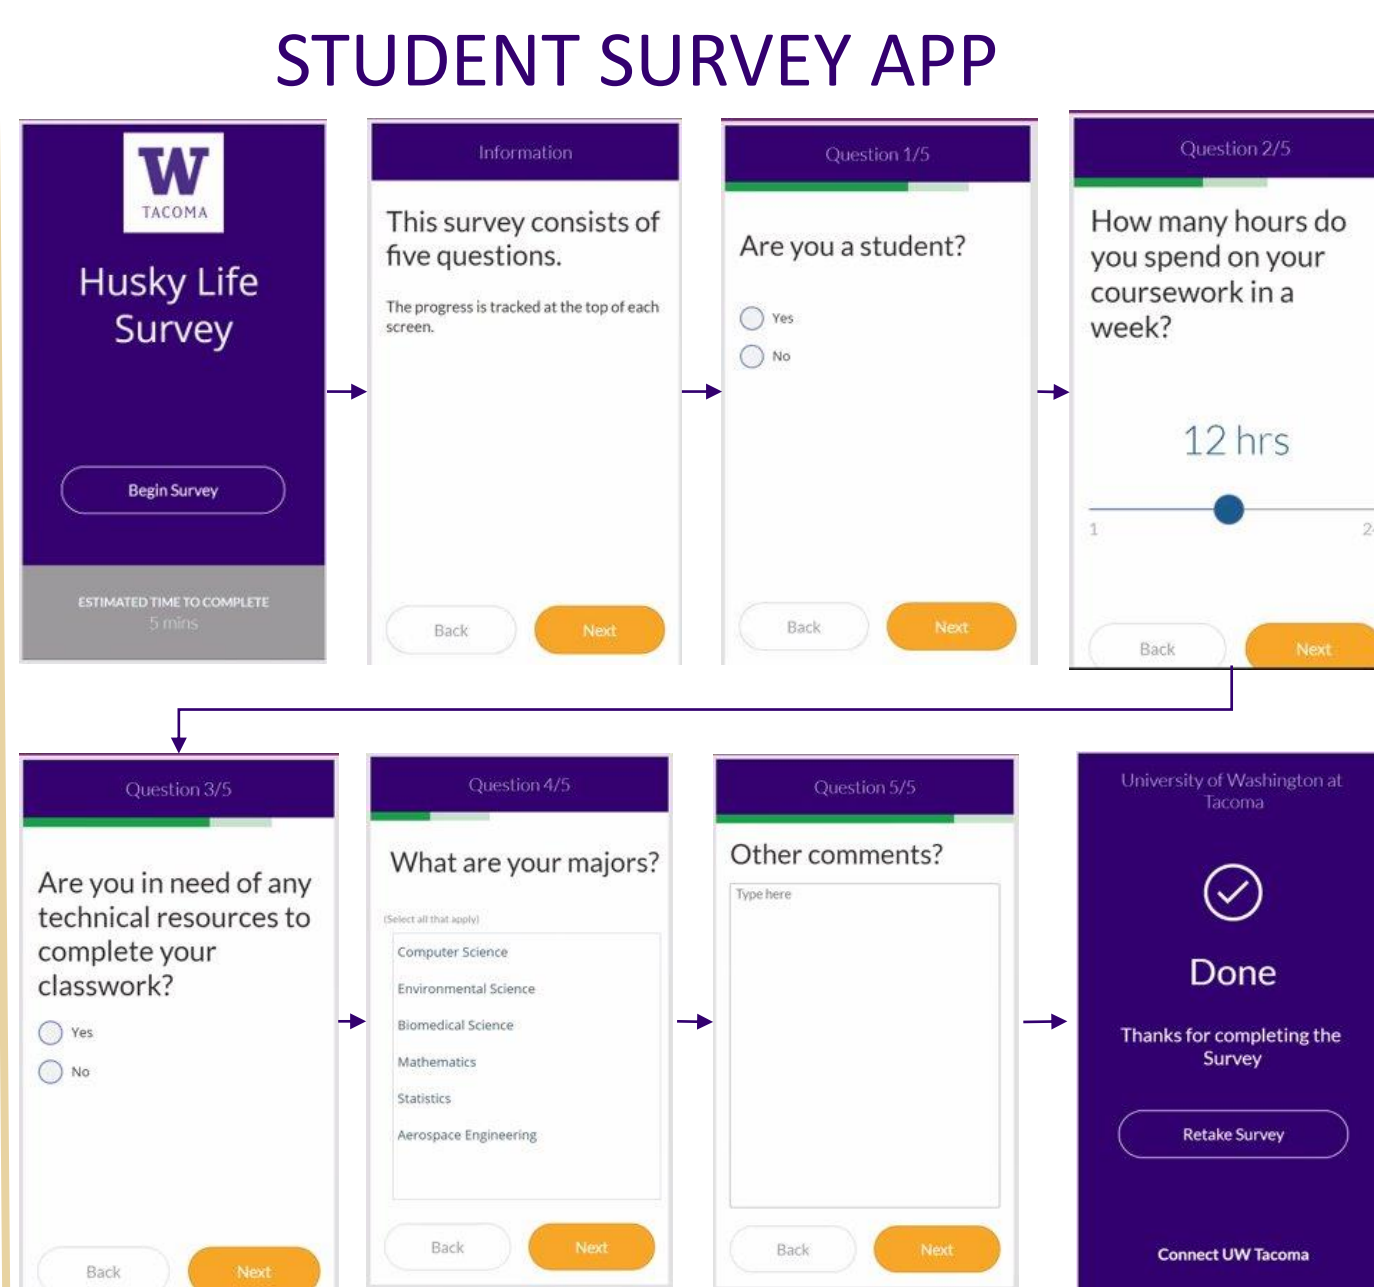 STUDENT SURVEY APP
W
TACOMA
Husky Life
Survey
Begin Survey
ESTIMATED TIME TO COMPLETE
5 mins
Information
This survey consists of
five questions.
The progress is tracked at the top of each
screen.
Back
Next
Question 1/5
Are you a student?
Yes
No
Back
Next
Question 2/5
How many hours do
you spend on your
coursework in a
week?
12 hrs
1
Back
Next
Question 3/5
Are you in need of any
technical resources to
complete your
classwork?
Yes
No
Back
Next
Question 4/5
What are your majors?
(Select all that apply)
Computer Science
Environmental Science
Biomedical Science
Mathematics
Statistics
Aerospace Engineering
Back
Next
Question 5/5
Other comments?
Type here
Back
Next
University of Washington at
Tacoma
Done
Thanks for completing the
Survey
Retake Survey
Connect UW Tacoma